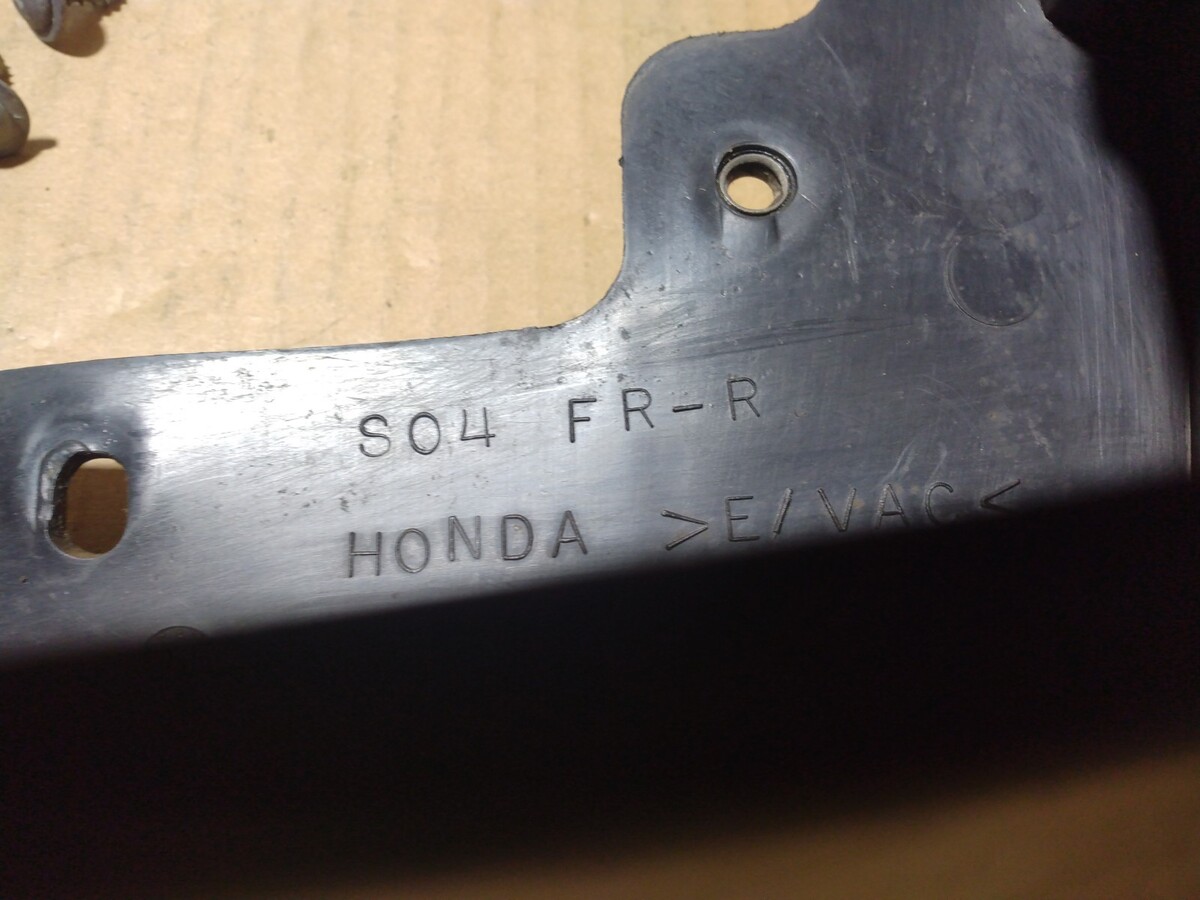 S04 FR-R
HONDA >E/VAC<